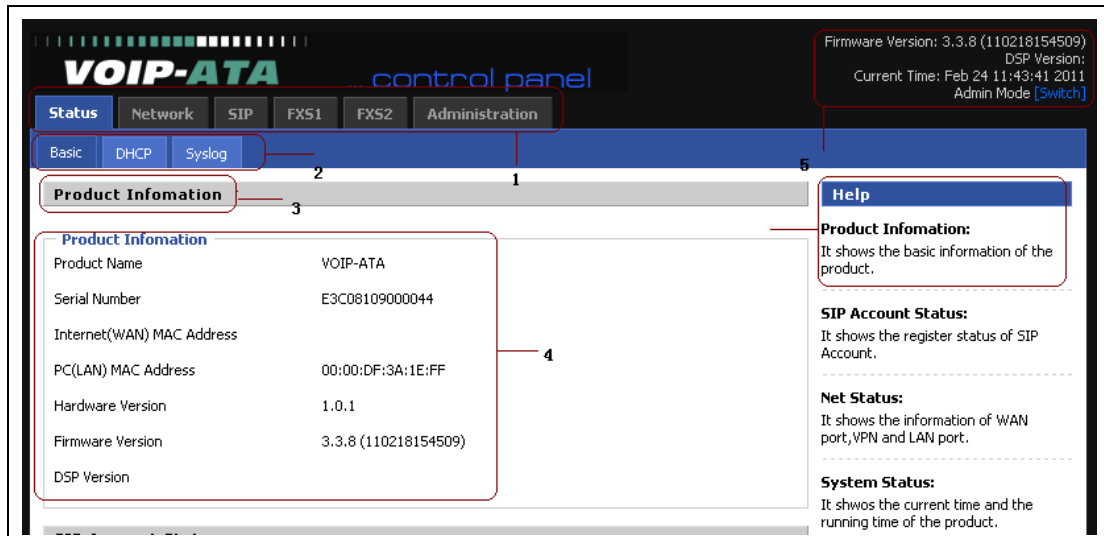 VOIP-ATA
... control panel
Firmware Version: 3.3.8 (110218154509)
DSP Version:
Current Time: Feb 24 11:43:41 2011
Admin Mode [Switch]
Status Network SIP FXS1 FXS2 Administration
Basic DHCP Syslog
2
1
5
Product Infomation
3
Help
Product Infomation
Product Name VOIP-ATA
Serial Number E3C08109000044
Internet(WAN) MAC Address
PC(LAN) MAC Address 00:00:DF:3A:1E:FF
Hardware Version 1.0.1
Firmware Version 3.3.8 (110218154509)
DSP Version
4
Product Infomation:
It shows the basic information of the
product.
SIP Account Status:
It shows the register status of SIP
Account.
Net Status:
It shows the information of WAN
port,VPN and LAN port.
System Status:
It shwos the current time and the
running time of the product.